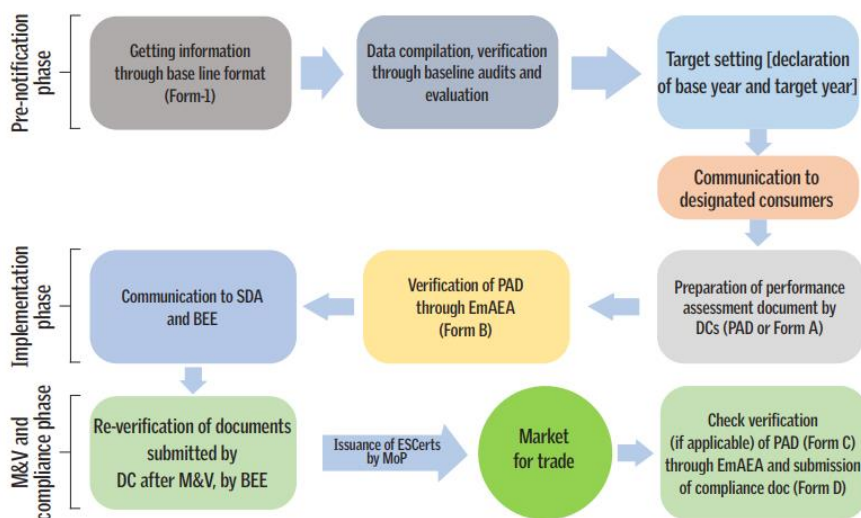 Pre-notification
phase
Getting information
through base line format
(Form-1)
Data compilation, verification
through baseline audits and
evaluation
Target setting [declaration
of base year and target year]
Communication to
designated consumers
Implementation
phase
Communication to SDA
and BEE
Verification of PAD
through EmAEA
(Form B)
Preparation of performance
assessment document by
DCs (PAD or Form A)
M&V and
compliance phase
Re-verification of documents
submitted by
DC after M&V, by BEE
Issuance of ESCerts
by MoP
Market
for trade
Check verification
(if applicable) of PAD (Form C)
through EmAEA and submission
of compliance doc (Form D)